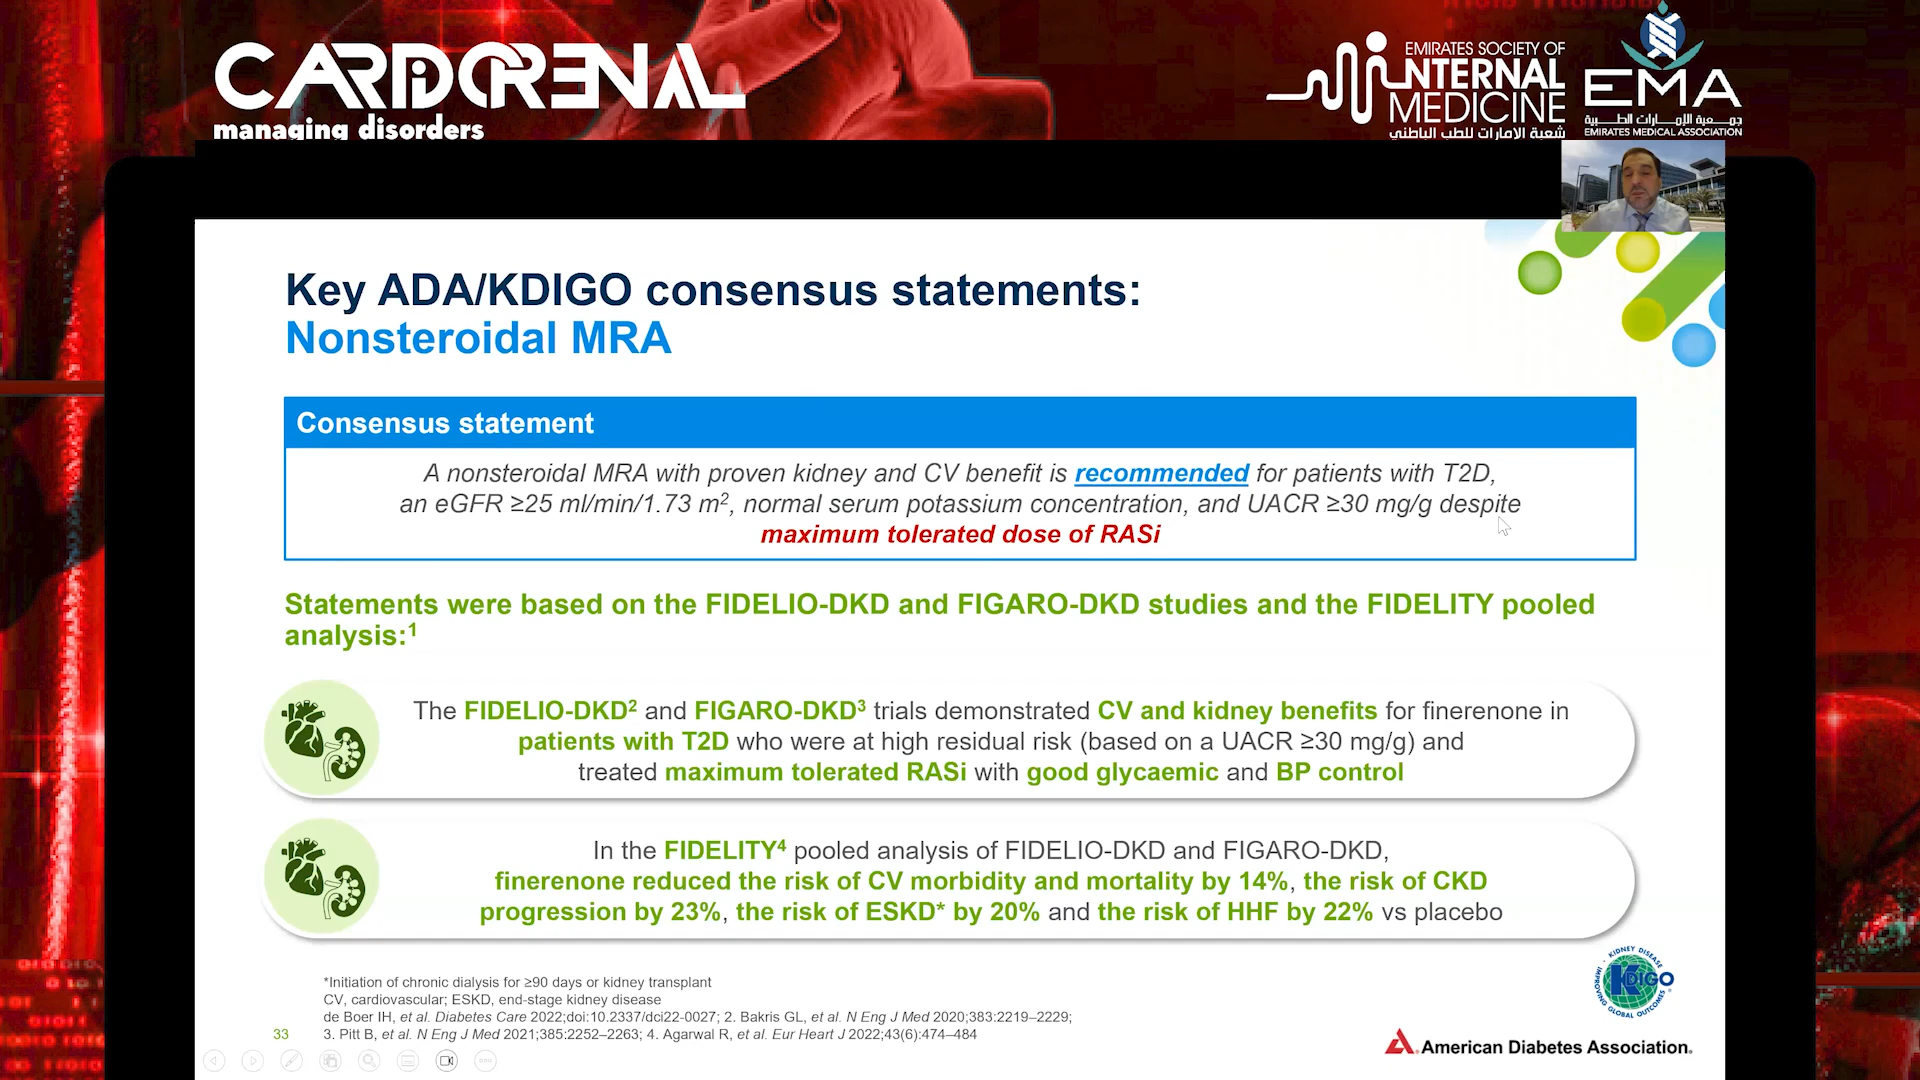 CARDIORENAL
managing disorders
EMIRATES SOCIETY OF
INTERNAL
MEDICINE
شعبة الإمارات للطب الباطني
EMA
جمعية الإمارات الطبية
EMIRATES MEDICAL ASSOCIATION
Key ADA/KDIGO consensus statements:
Nonsteroidal MRA
Consensus statement
A nonsteroidal MRA with proven kidney and CV benefit is recommended for patients with T2D,
an eGFR ≥25 ml/min/1.73 m², normal serum potassium concentration, and UACR ≥30 mg/g despite
maximum tolerated dose of RASi
Statements were based on the FIDELIO-DKD and FIGARO-DKD studies and the FIDELITY pooled
analysis:¹
The FIDELIO-DKD² and FIGARO-DKD³ trials demonstrated CV and kidney benefits for finerenone in
patients with T2D who were at high residual risk (based on a UACR ≥30 mg/g) and
treated maximum tolerated RASi with good glycaemic and BP control
In the FIDELITY⁴ pooled analysis of FIDELIO-DKD and FIGARO-DKD,
finerenone reduced the risk of CV morbidity and mortality by 14%, the risk of CKD
progression by 23%, the risk of ESKD* by 20% and the risk of HHF by 22% vs placebo
*Initiation of chronic dialysis for ≥90 days or kidney transplant
CV, cardiovascular; ESKD, end-stage kidney disease
de Boer IH, et al. Diabetes Care 2022;doi:10.2337/dci22-0027; 2. Bakris GL, et al. N Eng J Med 2020;383:2219–2229;
3. Pitt B, et al. N Eng J Med 2021;385:2252–2263; 4. Agarwal R, et al. Eur Heart J 2022;43(6):474–484
33
KIDNEY DISEASE
KDIGO
IMPROVING GLOBAL OUTCOMES
American Diabetes Association.